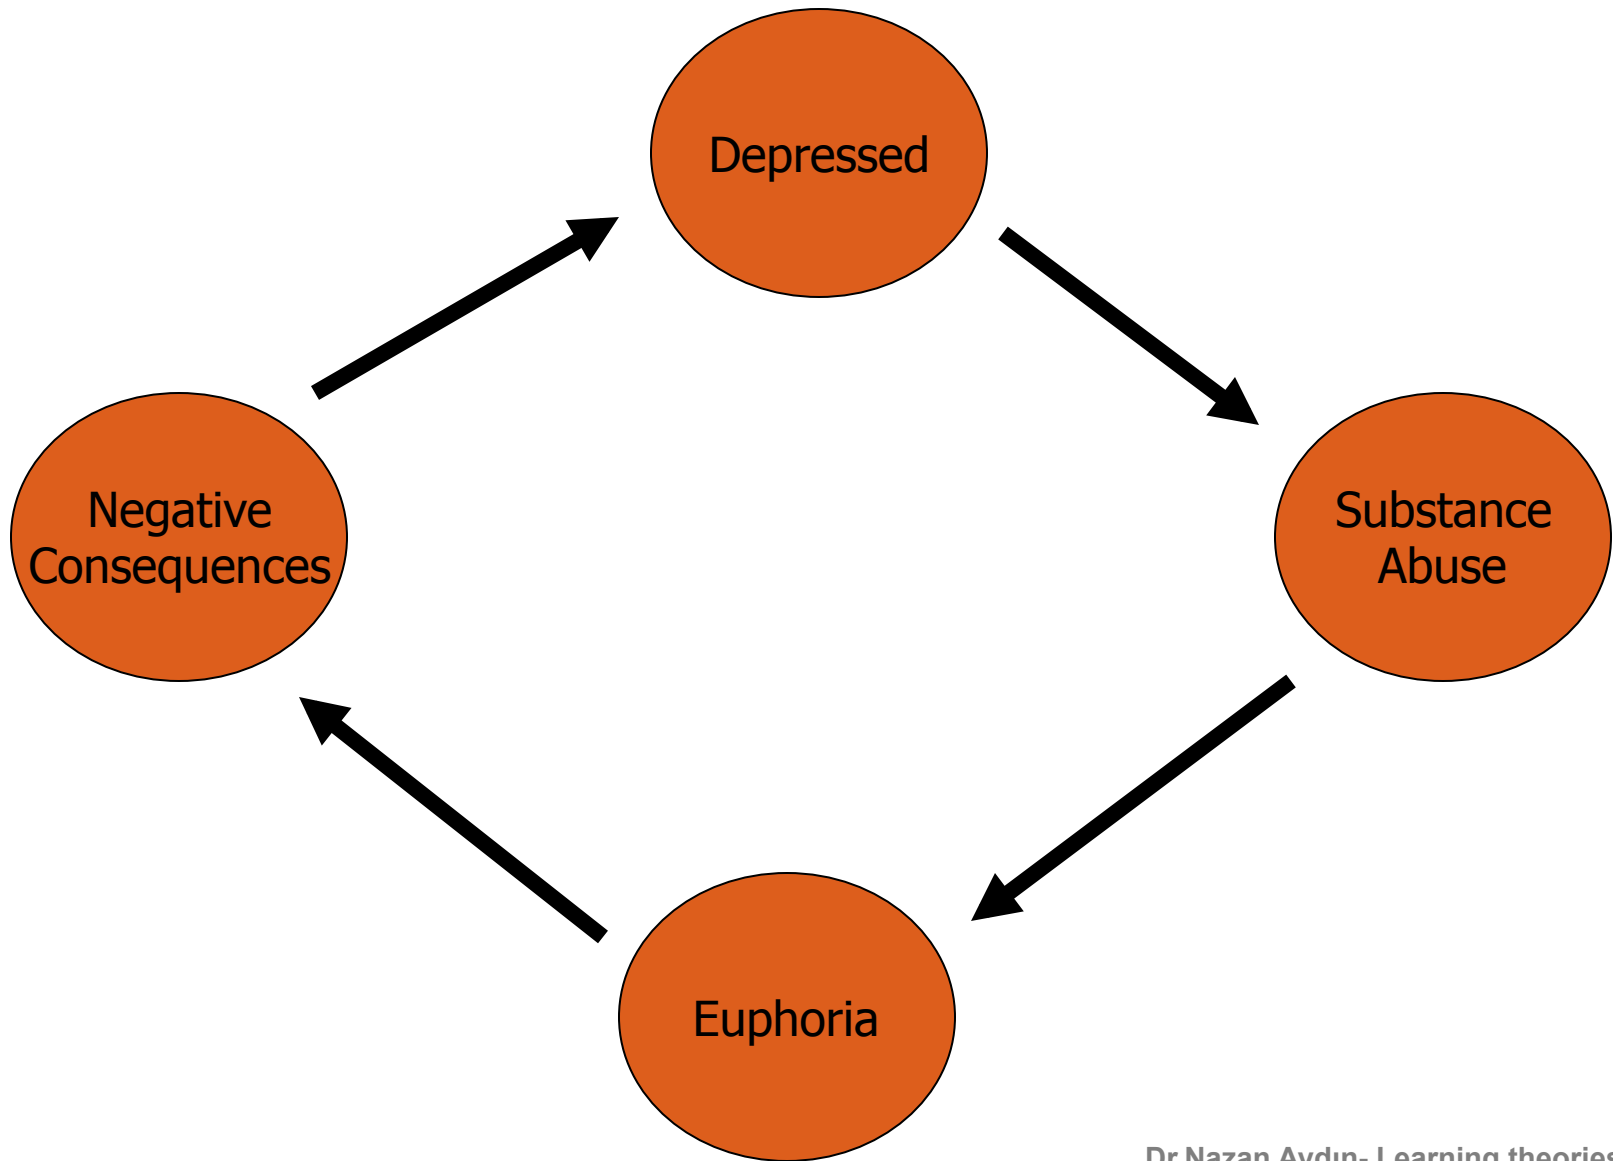 Depressed
Negative
Consequences
Substance
Abuse
Euphoria
Dr.Nazan Aydın- Learning theories